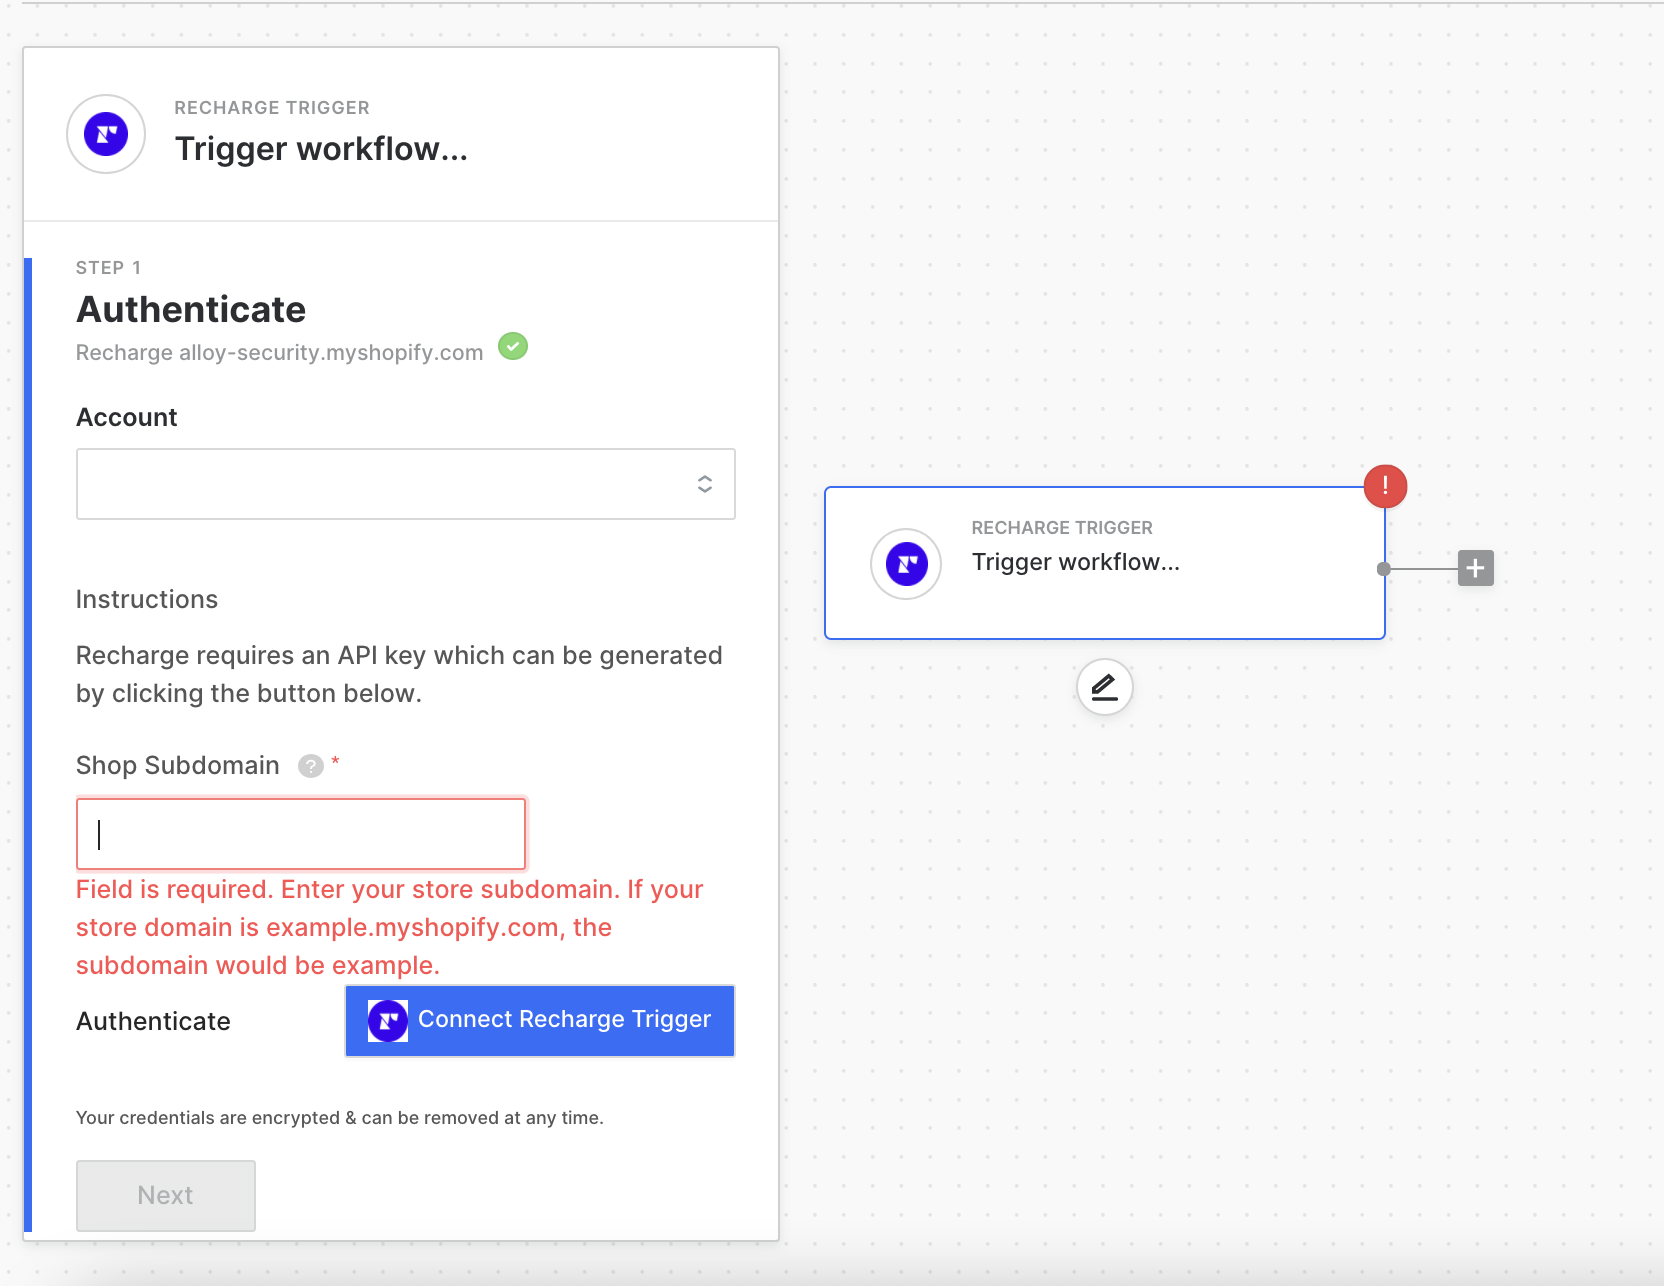 RECHARGE TRIGGER
Trigger workflow...
STEP 1
Authenticate
Recharge alloy-security.myshopify.com
Account
Instructions
Recharge requires an API key which can be generated
by clicking the button below.
Shop Subdomain ? *
Field is required. Enter your store subdomain. If your
store domain is example.myshopify.com, the
subdomain would be example.
Authenticate
Connect Recharge Trigger
Your credentials are encrypted & can be removed at any time.
Next
RECHARGE TRIGGER
Trigger workflow...
!